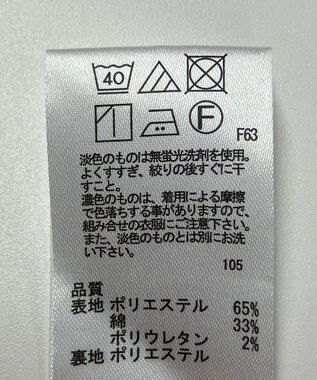 40
F
F63
淡色のものは無蛍光洗剤を使用。
よくすすぎ、絞りの後すぐに干
すこと。
濃色のものは、着用による摩擦
で色落ちする事がありますので、
組み合せの衣服にご注意下さい。
また、淡色のものとは別にお洗
い下さい。
105
品質
表地 ポリエステル 65%
綿 33%
ポリウレタン 2%
裏地 ポリエステル